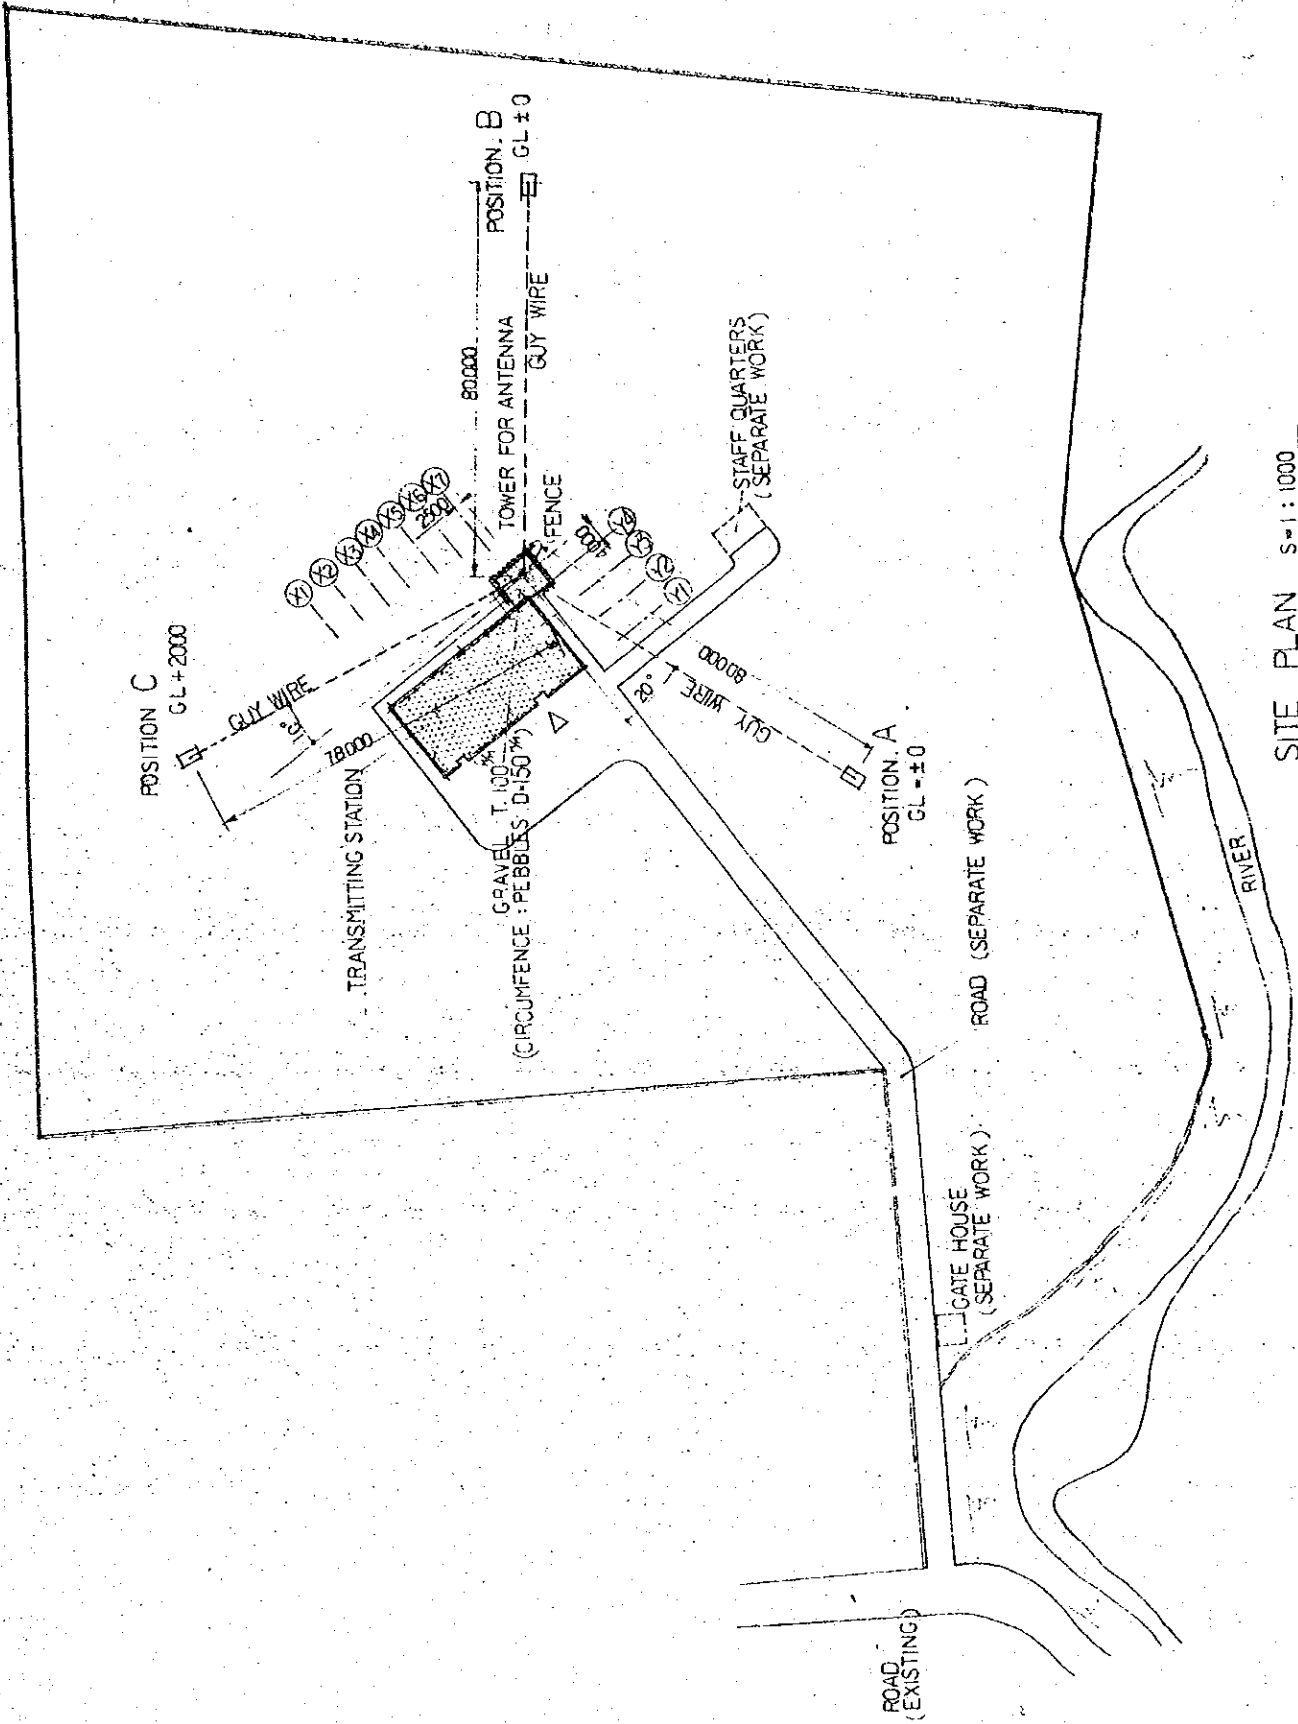 POSITION C
GL+2000
GUY WIRE
12°
78000
TRANSMITTING STATION
GRAVEL T. 100
(CIRCUMFENCE : PEBBLES D-150 )
X1
X2
X3
X4
X5
X6
X7
2500
80000
POSITION. B
GL ±0
TOWER FOR ANTENNA
GUY WIRE
FENCE
4000
Y4
Y3
Y2
Y1
STAFF QUARTERS
(SEPARATE WORK)
20°
GUY WIRE
80000
POSITION. A
GL = ±0
ROAD (SEPARATE WORK)
GATE HOUSE
(SEPARATE WORK)
ROAD
(EXISTING)
RIVER
SITE PLAN S=1:1000